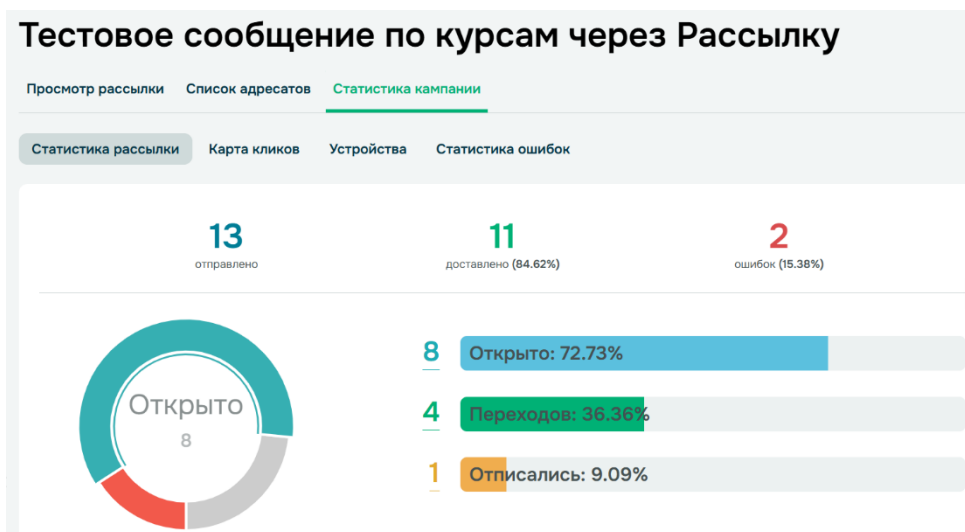 Тестовое сообщение по курсам через Рассылку
Просмотр рассылки Список адресатов Статистика кампании
Статистика рассылки Карта кликов Устройства Статистика ошибок
13 11 2
отправлено доставлено (84.62%) ошибок (15.38%)
8 Открыто: 72.73%
Открыто
8
4 Переходов: 36.36%
1 Отписались: 9.09%